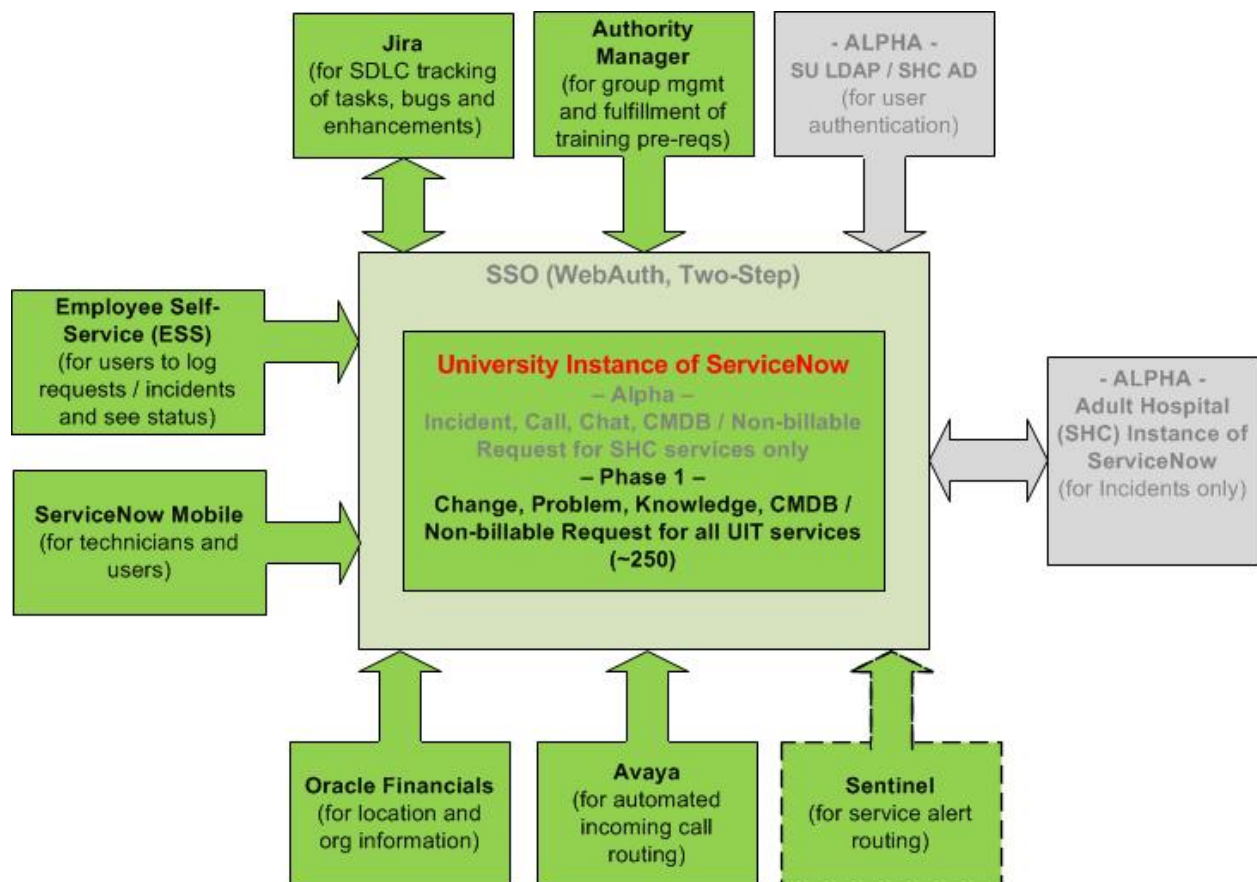 Jira
(for SDLC tracking
of tasks, bugs and
enhancements)
Authority
Manager
(for group mgmt
and fulfillment of
training pre-reqs)
- ALPHA -
SU LDAP / SHC AD
(for user
authentication)
SSO (WebAuth, Two-Step)
Employee Self-
Service (ESS)
(for users to log
requests / incidents
and see status)
University Instance of ServiceNow
– Alpha –
Incident, Call, Chat, CMDB / Non-billable
Request for SHC services only
– Phase 1 –
Change, Problem, Knowledge, CMDB /
Non-billable Request for all UIT services
(~250)
- ALPHA -
Adult Hospital
(SHC) Instance of
ServiceNow
(for Incidents only)
ServiceNow Mobile
(for technicians and
users)
Oracle Financials
(for location and
org information)
Avaya
(for automated
incoming call
routing)
Sentinel
(for service alert
routing)